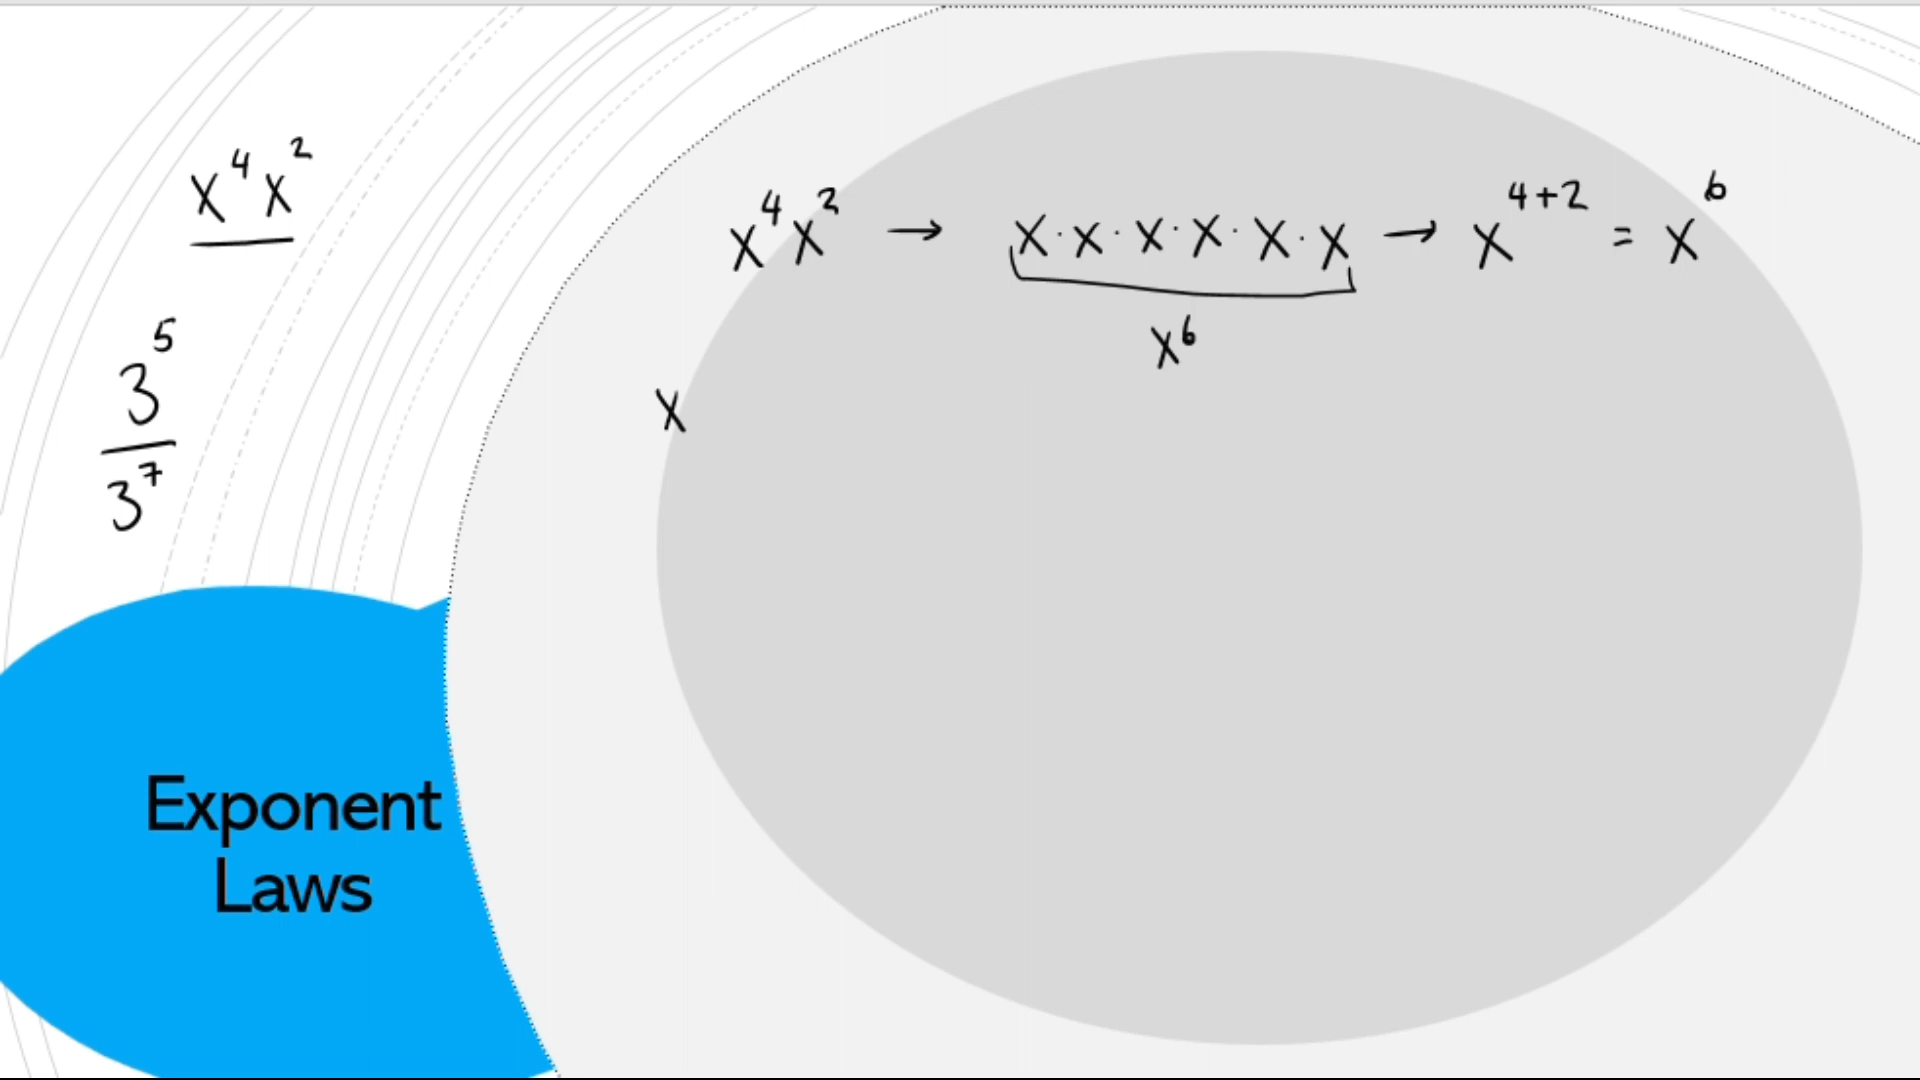 x⁴x²
3⁵
3⁷
x⁴x² → x·x·x·x·x·x → x⁴⁺² = x⁶
x⁶
x
Exponent
Laws